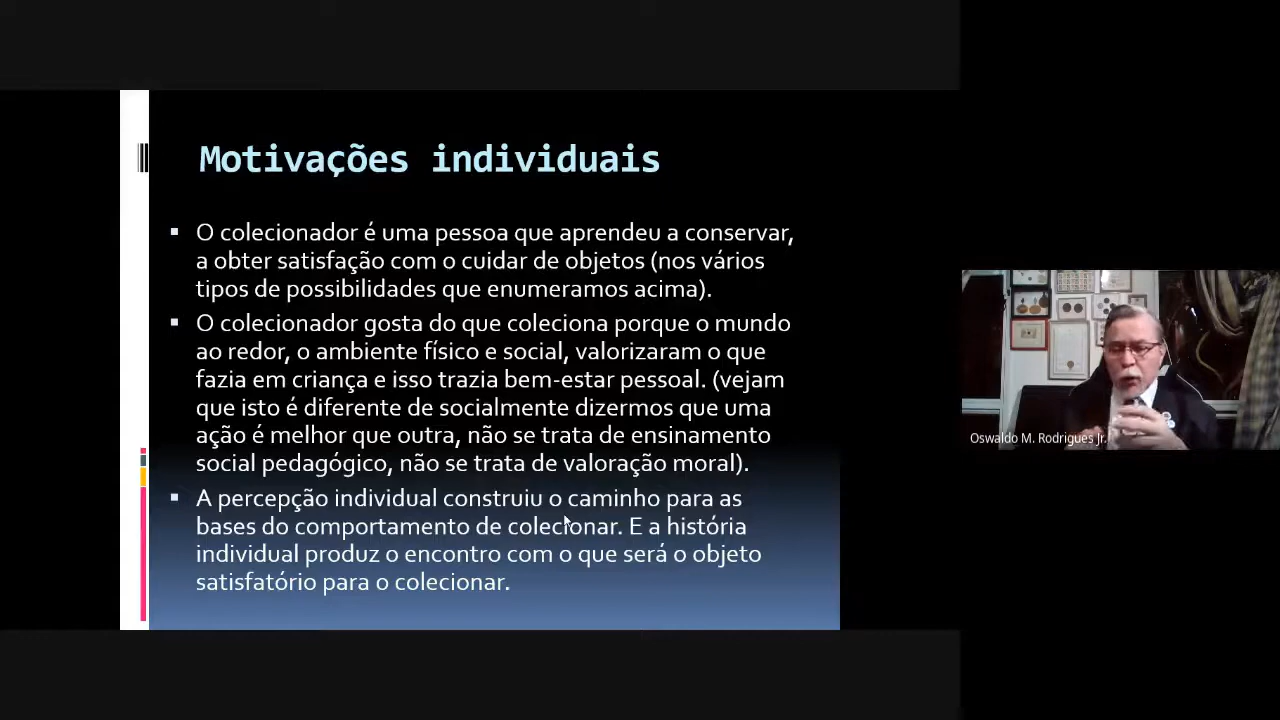 Motivações individuais
O colecionador é uma pessoa que aprendeu a conservar,
a obter satisfação com o cuidar de objetos (nos vários
tipos de possibilidades que enumeramos acima).
O colecionador gosta do que coleciona porque o mundo
ao redor, o ambiente físico e social, valorizaram o que
fazia em criança e isso trazia bem-estar pessoal. (vejam
que isto é diferente de socialmente dizermos que uma
ação é melhor que outra, não se trata de ensinamento
social pedagógico, não se trata de valoração moral).
A percepção individual construiu o caminho para as
bases do comportamento de colecionar. E a história
individual produz o encontro com o que será o objeto
satisfatório para o colecionar.
Oswaldo M. Rodrigues Jr.